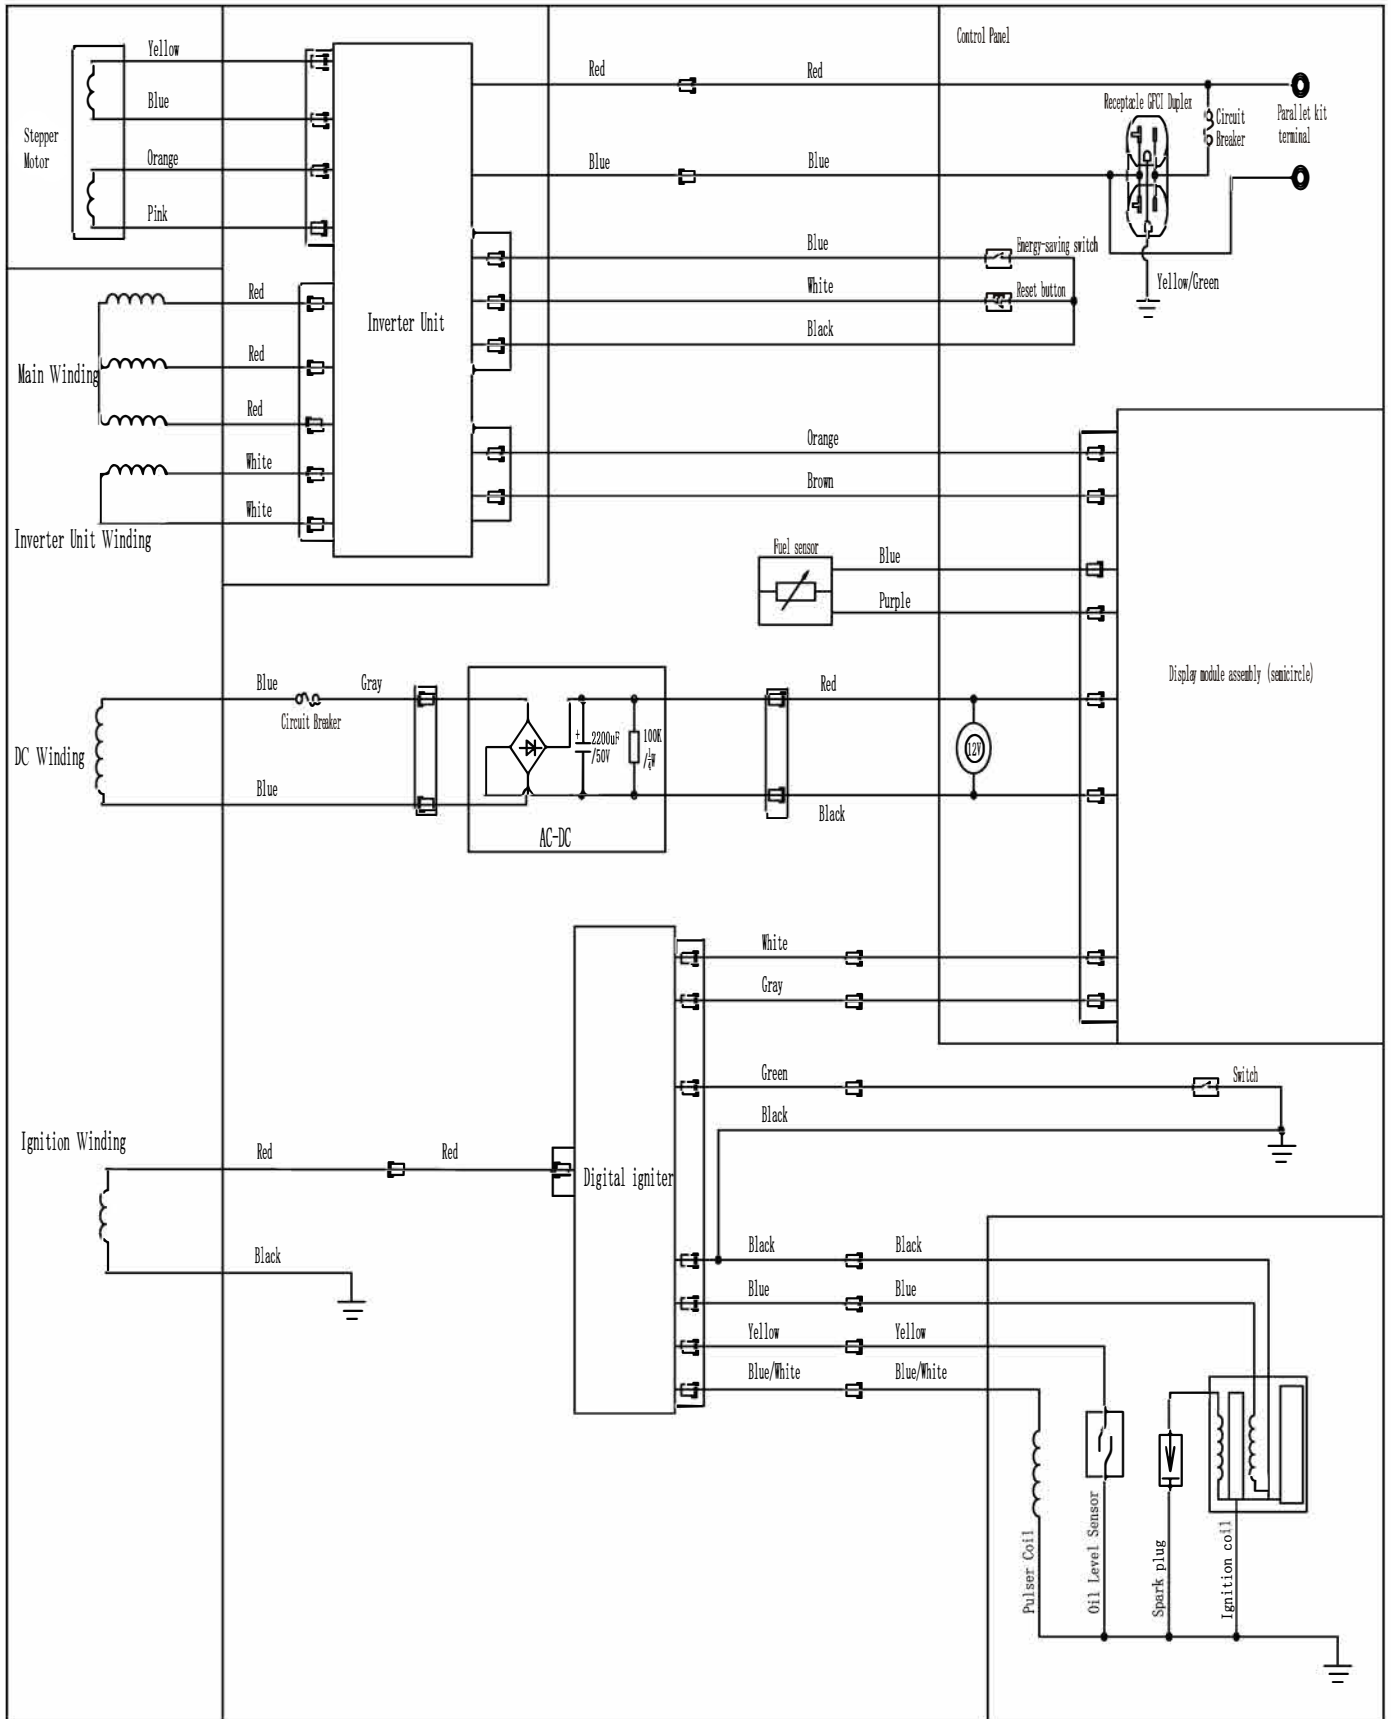 Control Panel
Yellow
Blue
Stepper
Motor
Orange
Pink
Red
Red
Blue
Blue
Receptacle GFCI Duplex
Circuit
Breaker
Parallet kit
terminal
Yellow/Green
Blue
Energy-saving switch
White
Reset button
Black
Inverter Unit
Red
Red
Main Winding
Red
White
White
Inverter Unit Winding
Orange
Brown
Fuel sensor
Blue
Purple
Display module assembly (semicircle)
Blue
Gray
Circuit Breaker
DC Winding
Blue
+
2200uF
/50V
100K
/¼W
AC-DC
Red
12V
Black
White
Gray
Green
Switch
Black
Ignition Winding
Red
Red
Digital igniter
Black
Black
Black
Blue
Blue
Yellow
Yellow
Blue/White
Blue/White
Pulser Coil
Oil Level Sensor
Spark plug
Ignition coil